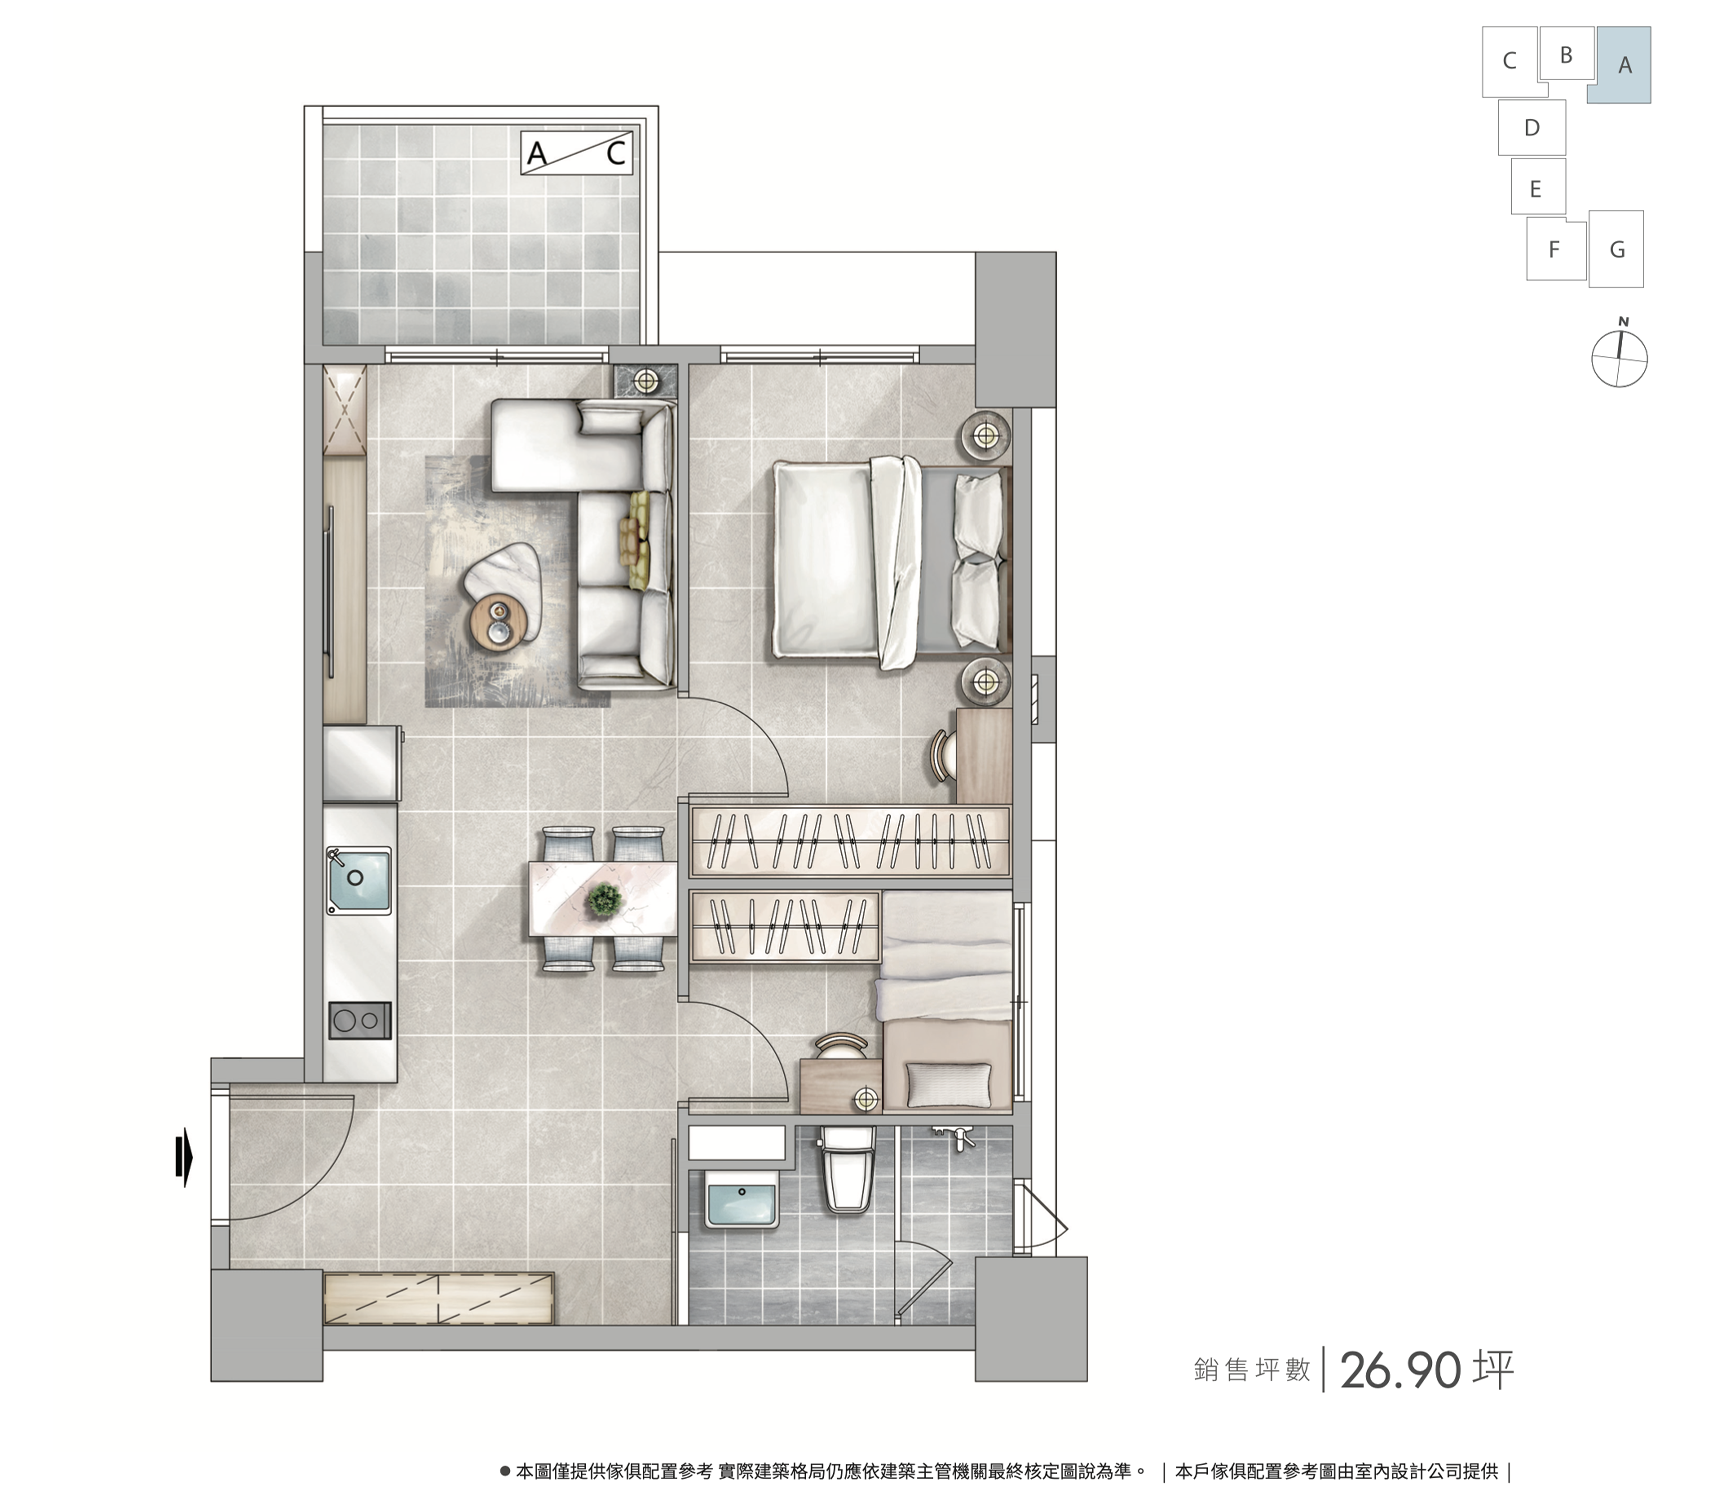 A C
C
B
A
D
E
F
G
N
銷售坪數 | 26.90 坪
● 本圖僅提供傢俱配置參考 實際建築格局仍應依建築主管機關最終核定圖說為準。 | 本戶傢俱配置參考圖由室內設計公司提供 |